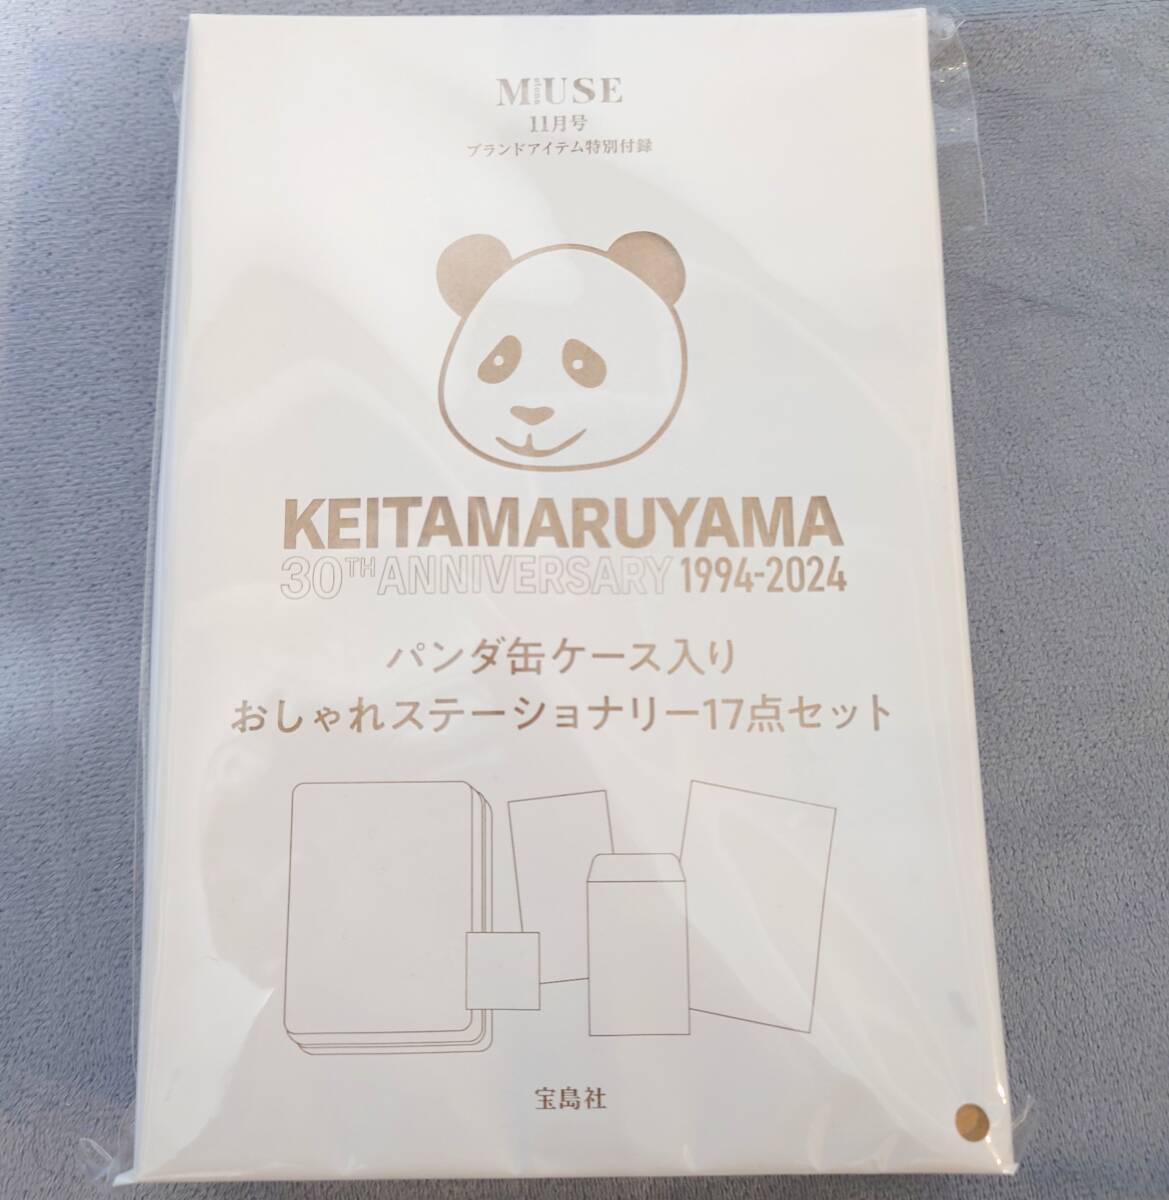 otona MUSE
11月号
ブランドアイテム特別付録
KEITAMARUYAMA
30TH ANNIVERSARY 1994-2024
パンダ缶ケース入り
おしゃれステーショナリー17点セット
宝島社